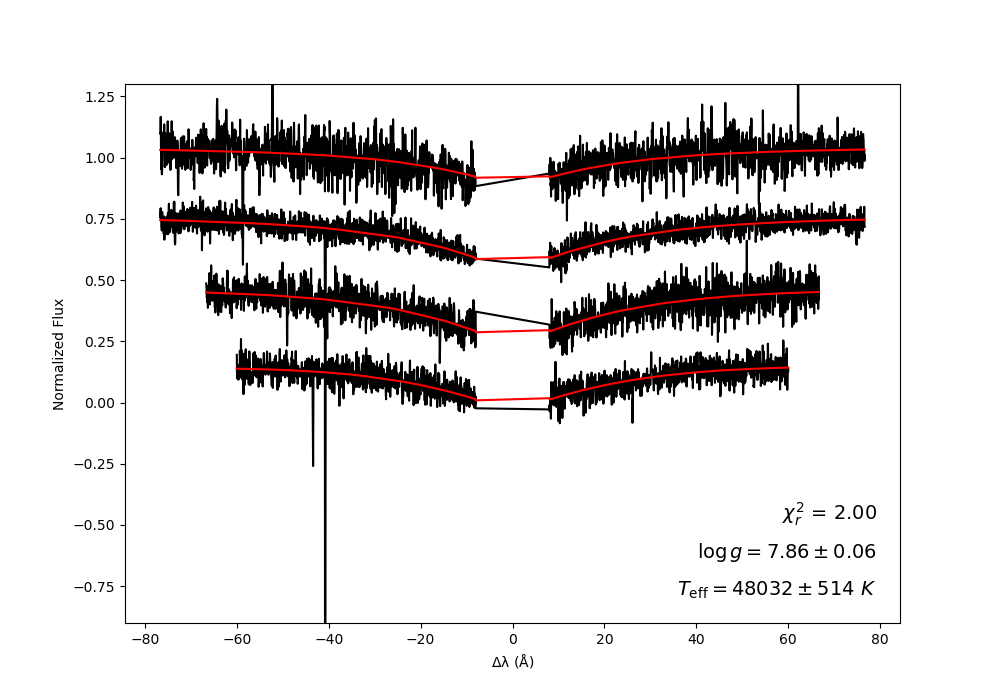 1.25
1.00
0.75
0.50
0.25
0.00
−0.25
−0.50
−0.75
Normalized Flux
χ²ᵣ = 2.00
log g = 7.86 ± 0.06
T_eff = 48032 ± 514 K
−80 −60 −40 −20 0 20 40 60 80
Δλ (Å)